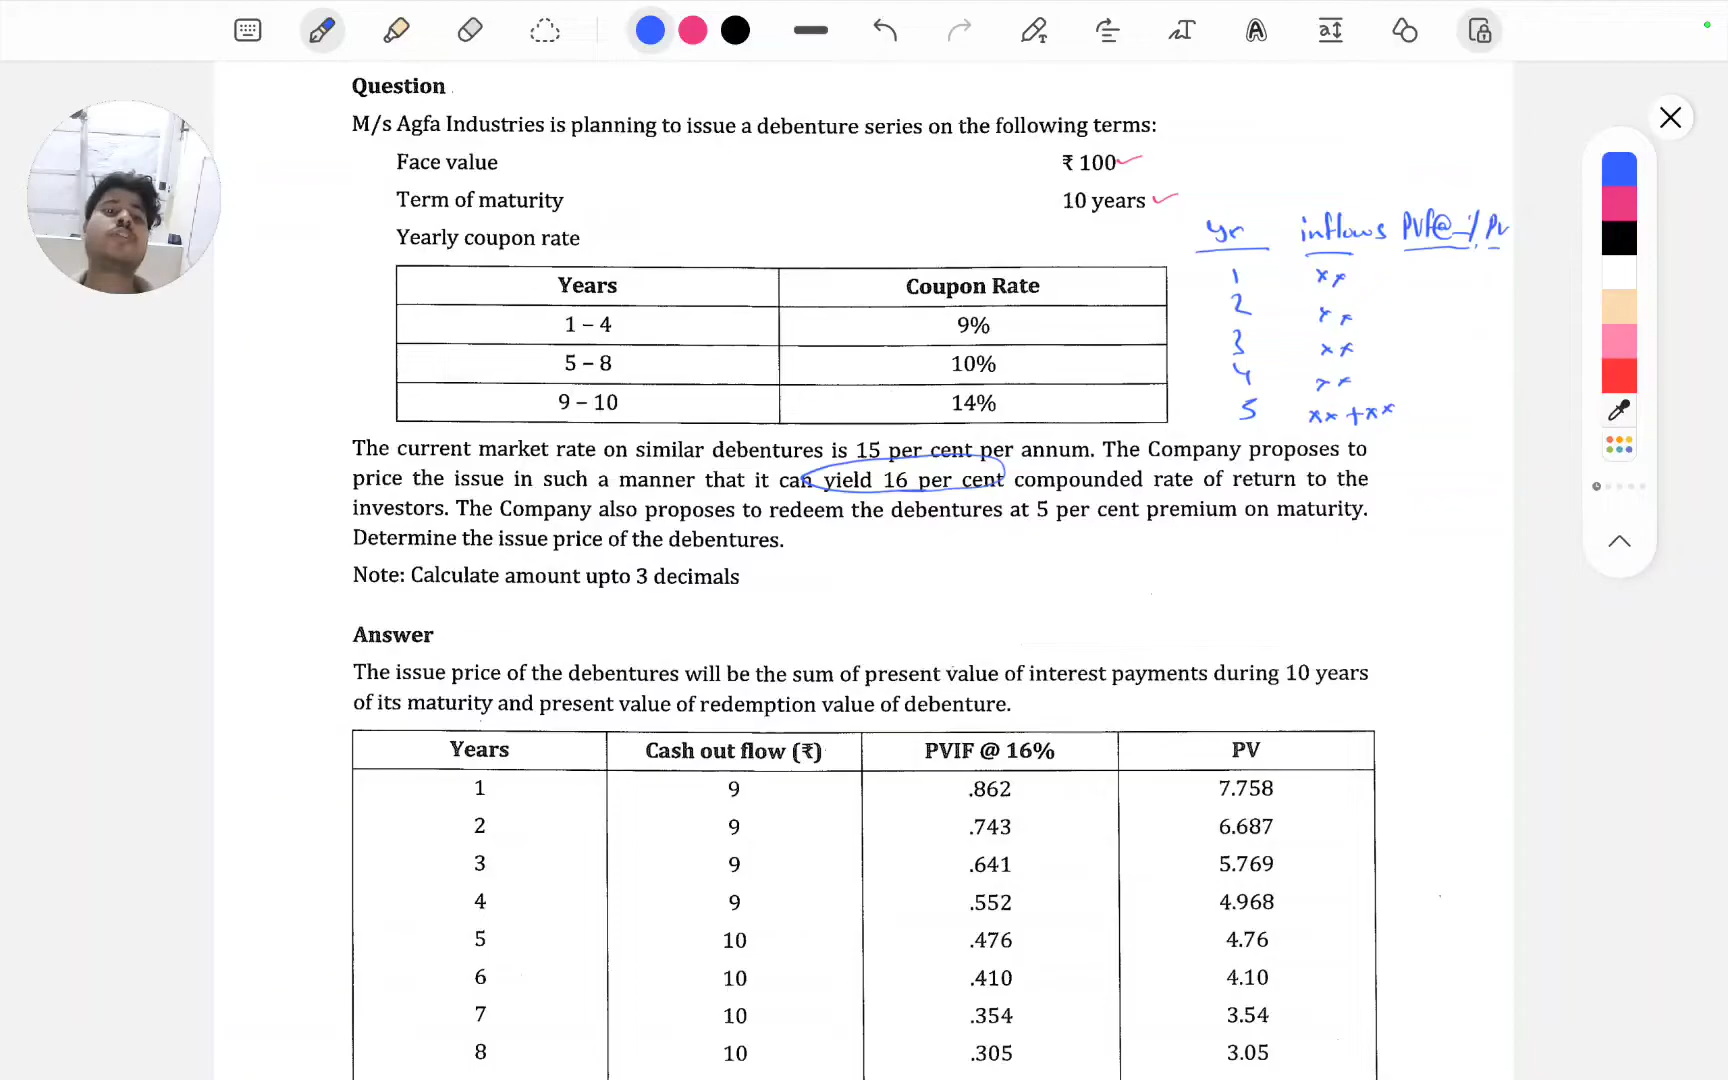 Question
M/s Agfa Industries is planning to issue a debenture series on the following terms:
Face value ₹ 100
Term of maturity 10 years
Yearly coupon rate
Years Coupon Rate
1 – 4 9%
5 – 8 10%
9 – 10 14%
yr inflows PVf@-% PV
1 xx
2 xx
3 xx
4 xx
5 xx+xx
The current market rate on similar debentures is 15 per cent per annum. The Company proposes to
price the issue in such a manner that it can yield 16 per cent compounded rate of return to the
investors. The Company also proposes to redeem the debentures at 5 per cent premium on maturity.
Determine the issue price of the debentures.
Note: Calculate amount upto 3 decimals
Answer
The issue price of the debentures will be the sum of present value of interest payments during 10 years
of its maturity and present value of redemption value of debenture.
Years Cash out flow (₹) PVIF @ 16% PV
1 9 .862 7.758
2 9 .743 6.687
3 9 .641 5.769
4 9 .552 4.968
5 10 .476 4.76
6 10 .410 4.10
7 10 .354 3.54
8 10 .305 3.05